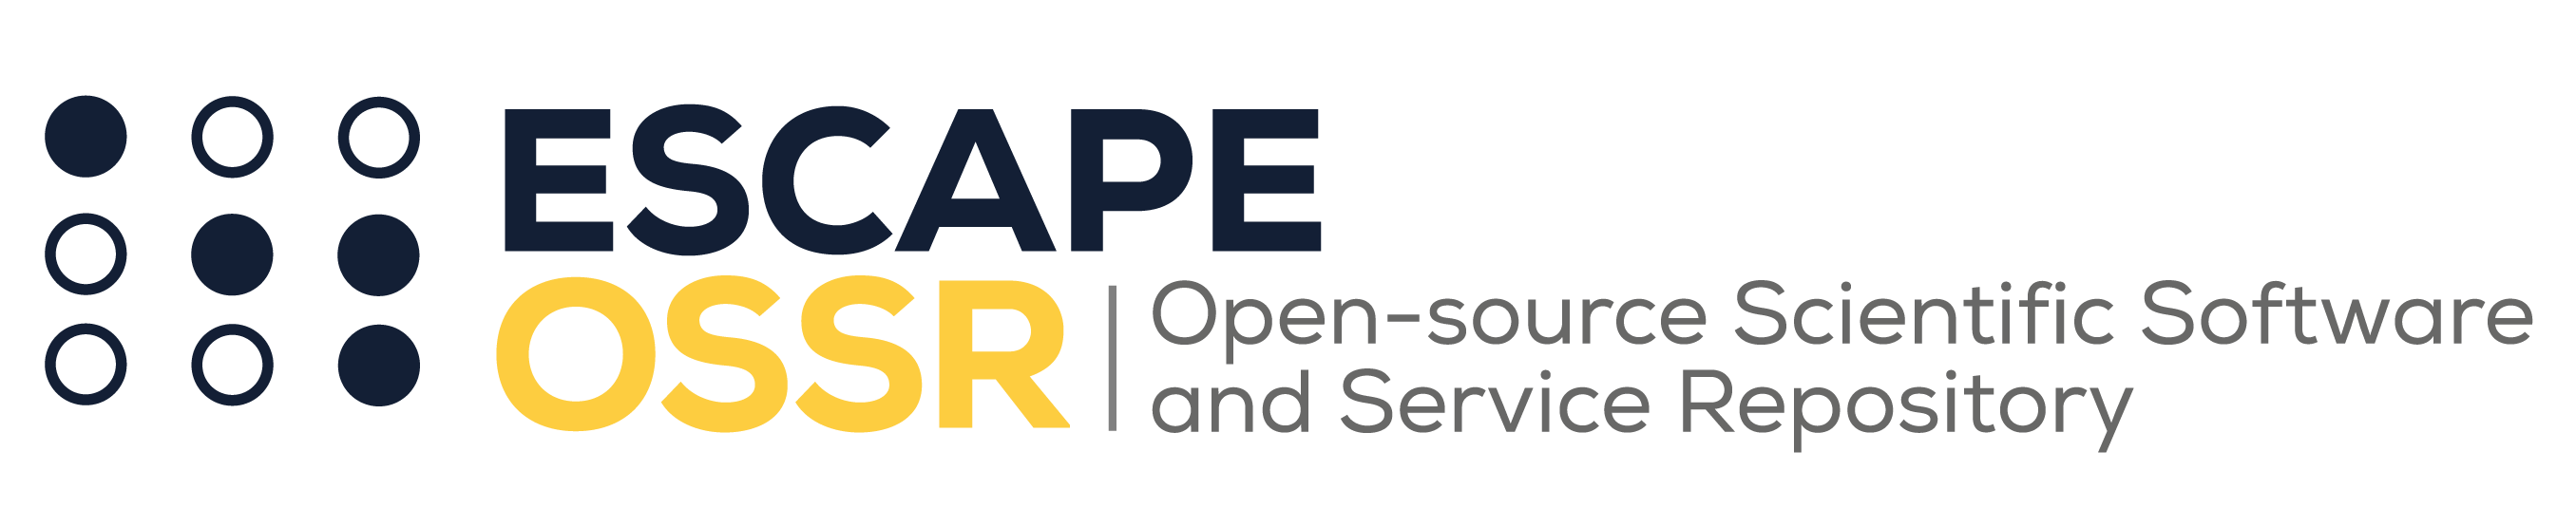 ESCAPE
OSSR
Open-source Scientific Software
and Service Repository